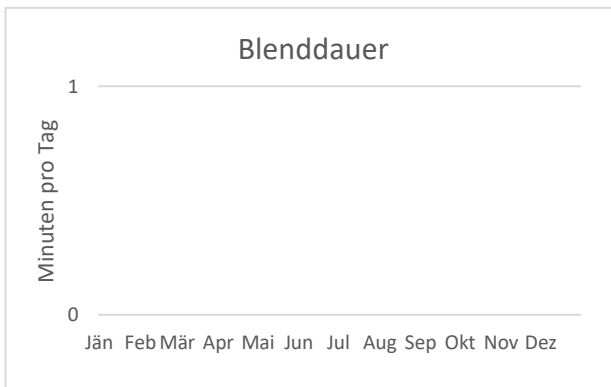 Blenddauer
1
Minuten pro Tag
0
Jän Feb Mär Apr Mai Jun Jul Aug Sep Okt Nov Dez